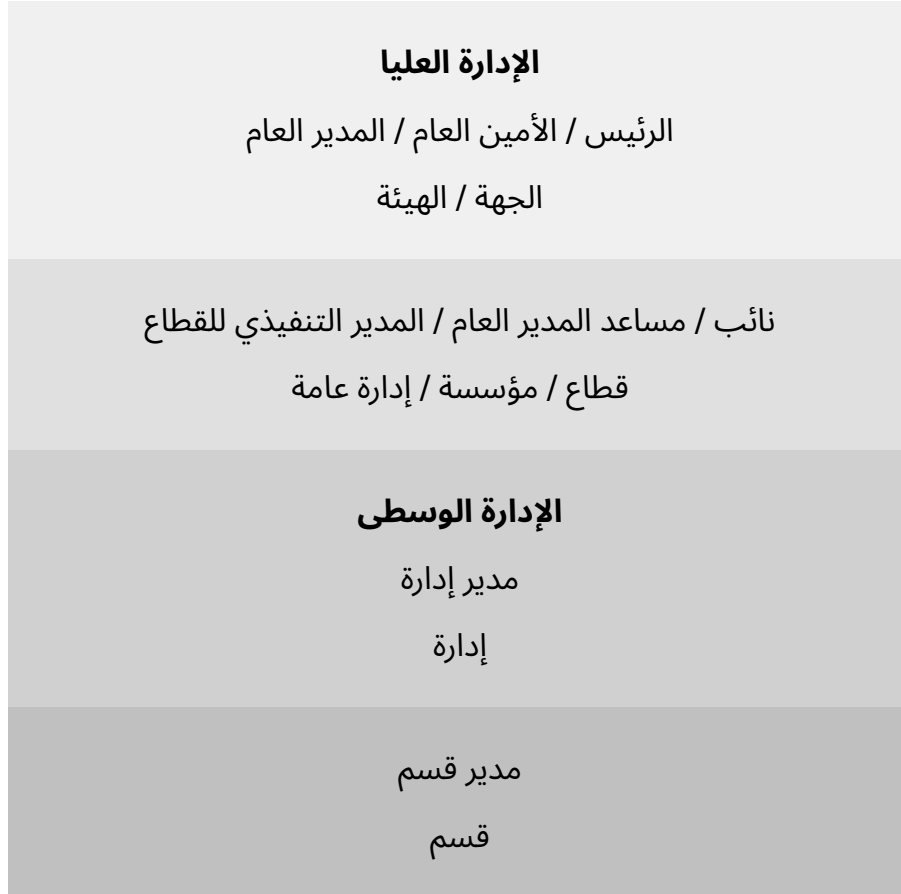 الإدارة العليا
الرئيس / الأمين العام / المدير العام
الجهة / الهيئة
نائب / مساعد المدير العام / المدير التنفيذي للقطاع
قطاع / مؤسسة / إدارة عامة
الإدارة الوسطى
مدير إدارة
إدارة
مدير قسم
قسم